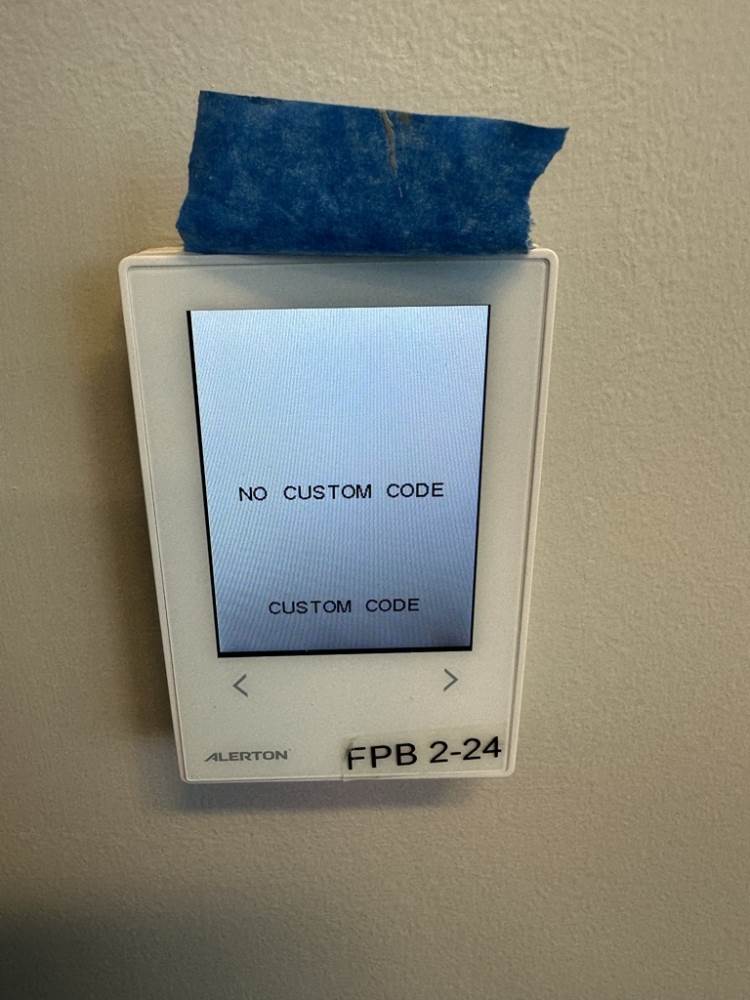 NO CUSTOM CODE
CUSTOM CODE
< >
ALERTON
FPB 2-24